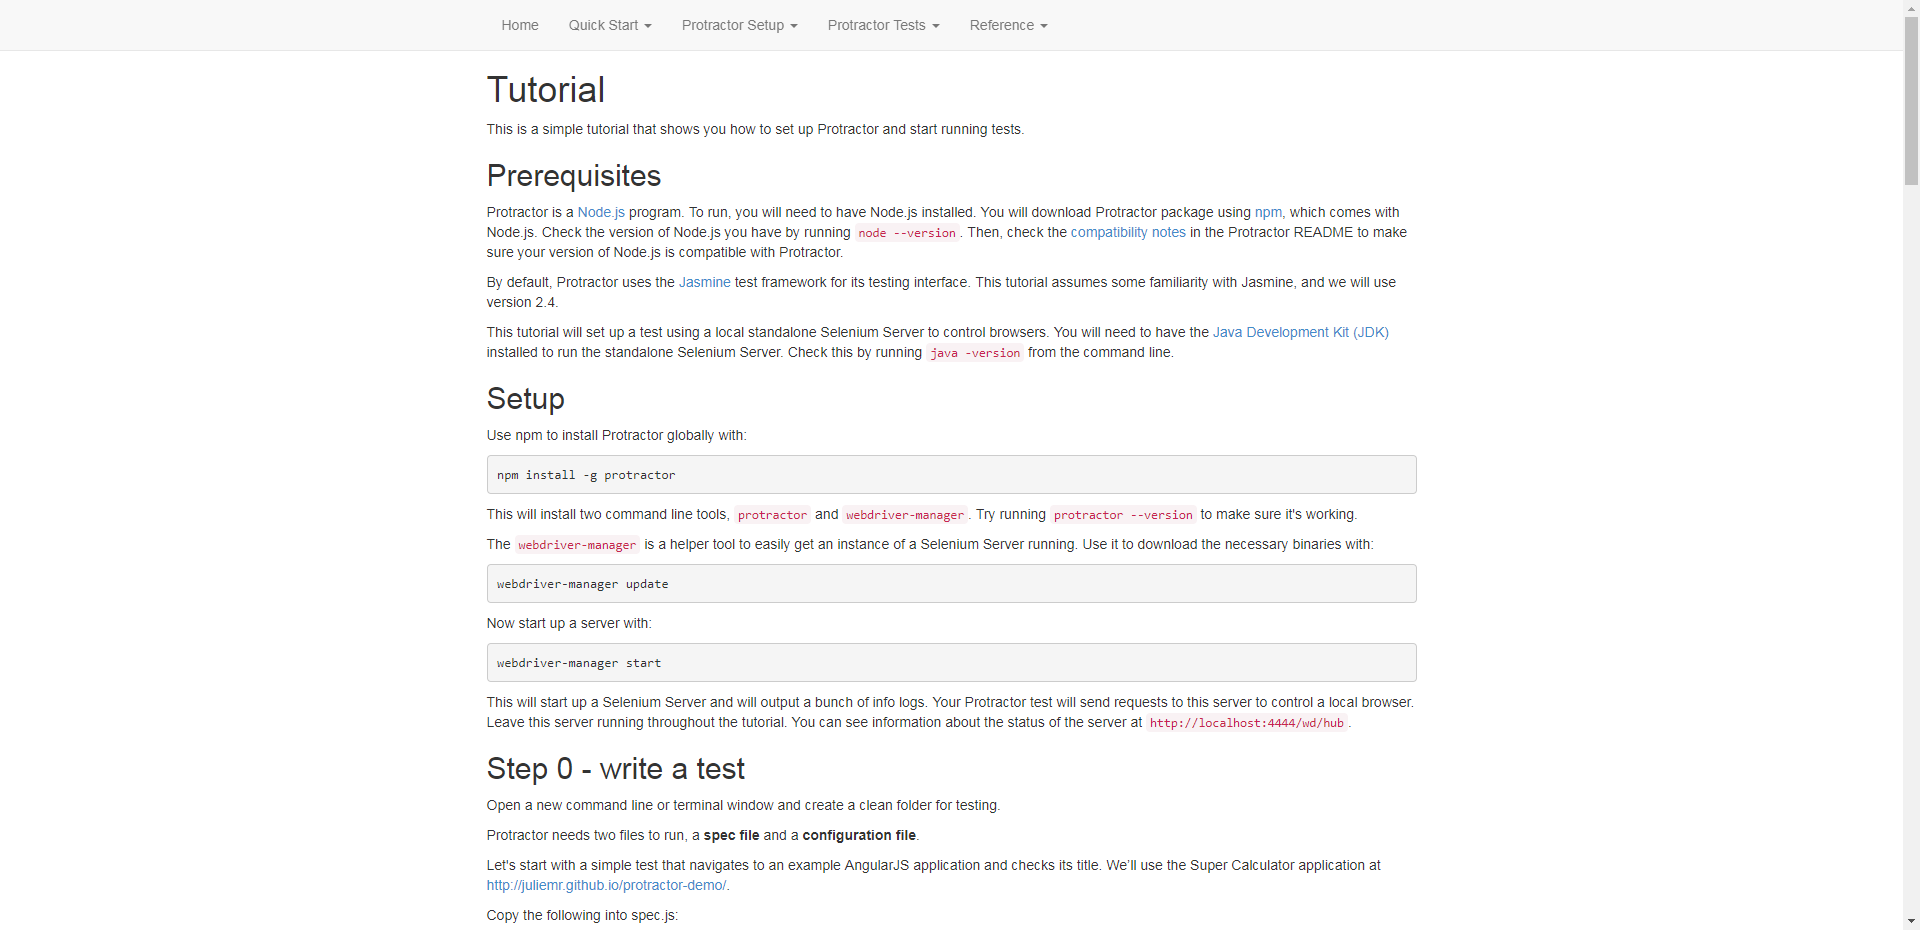 Home Quick Start Protractor Setup Protractor Tests Reference
Tutorial
This is a simple tutorial that shows you how to set up Protractor and start running tests.
Prerequisites
Protractor is a Node.js program. To run, you will need to have Node.js installed. You will download Protractor package using npm, which comes with
Node.js. Check the version of Node.js you have by running node --version. Then, check the compatibility notes in the Protractor README to make
sure your version of Node.js is compatible with Protractor.
By default, Protractor uses the Jasmine test framework for its testing interface. This tutorial assumes some familiarity with Jasmine, and we will use
version 2.4.
This tutorial will set up a test using a local standalone Selenium Server to control browsers. You will need to have the Java Development Kit (JDK)
installed to run the standalone Selenium Server. Check this by running java -version from the command line.
Setup
Use npm to install Protractor globally with:
npm install -g protractor
This will install two command line tools, protractor and webdriver-manager. Try running protractor --version to make sure it's working.
The webdriver-manager is a helper tool to easily get an instance of a Selenium Server running. Use it to download the necessary binaries with:
webdriver-manager update
Now start up a server with:
webdriver-manager start
This will start up a Selenium Server and will output a bunch of info logs. Your Protractor test will send requests to this server to control a local browser.
Leave this server running throughout the tutorial. You can see information about the status of the server at http://localhost:4444/wd/hub.
Step 0 - write a test
Open a new command line or terminal window and create a clean folder for testing.
Protractor needs two files to run, a spec file and a configuration file.
Let's start with a simple test that navigates to an example AngularJS application and checks its title. We’ll use the Super Calculator application at
http://juliemr.github.io/protractor-demo/.
Copy the following into spec.js: